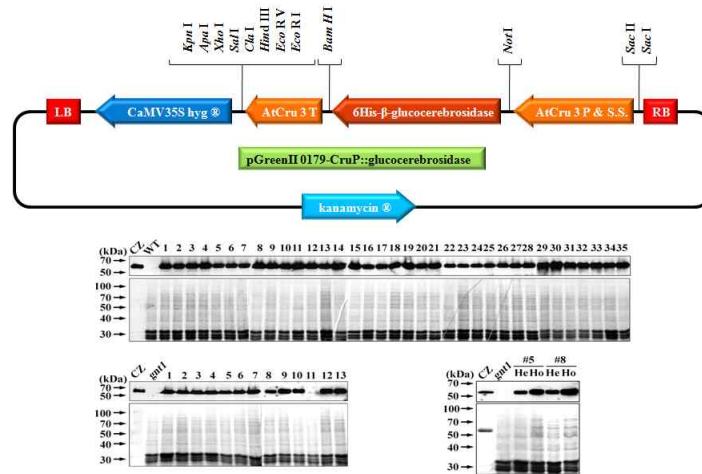 Kpn I
Apa I
Xho I
Sal I
Cla I
Hind III
Eco R V
Eco R I
Bam H I
Not I
Sac II
Sac I
LB
CaMV35S hyg ®
AtCru 3 T
6His-β-glucocerebrosidase
AtCru 3 P & S.S.
RB
pGreenII 0179-CruP::glucocerebrosidase
kanamycin ®
(kDa) CZ WT 1 2 3 4 5 6 7 8 9 10 11 12 13 14 15 16 17 18 19 20 21 22 23 24 25 26 27 28 29 30 31 32 33 34 35
70
50
100
70
50
40
30
(kDa) CZ gnt1 1 2 3 4 5 6 7 8 9 10 11 12 13
70
50
100
70
50
40
30
#5 #8
(kDa) CZ gnt1 He Ho He Ho
70
50
100
70
50
40
30